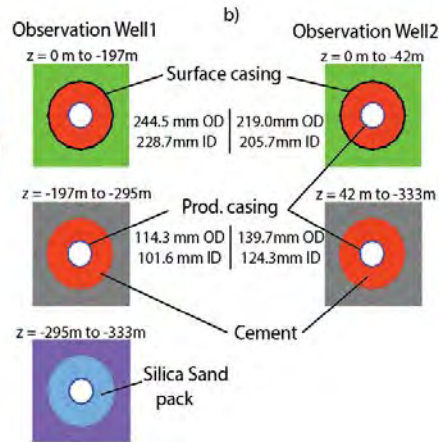 b)
Observation Well1
Observation Well2
z = 0 m to -197m
z = 0 m to -42m
Surface casing
244.5 mm OD | 219.0mm OD
228.7mm ID | 205.7mm ID
z = -197m to -295m
z = 42 m to -333m
Prod. casing
114.3 mm OD | 139.7mm OD
101.6 mm ID | 124.3mm ID
Cement
z = -295m to -333m
Silica Sand
pack